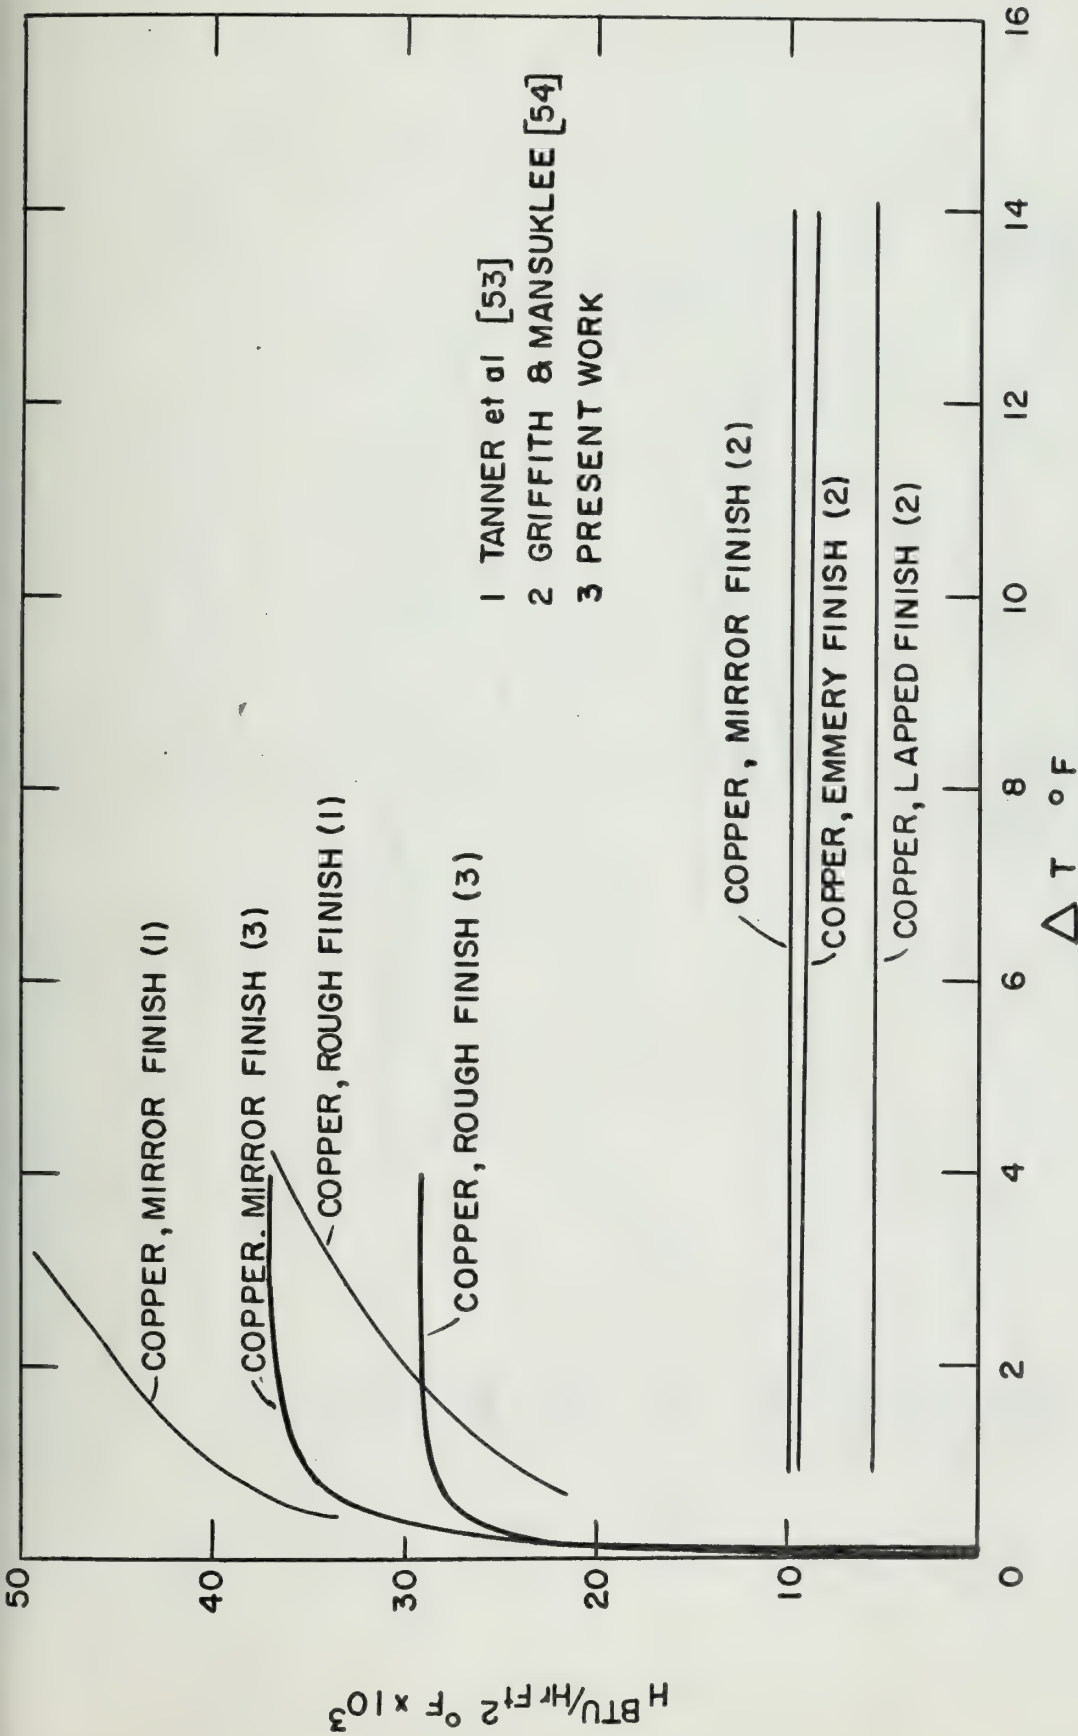 50
40
30
20
10
0
2
4
6
8
10
12
14
16
H BTU/Hr Ft² °F x 10³
Δ T °F
COPPER, MIRROR FINISH (1)
COPPER. MIRROR FINISH (3)
COPPER, ROUGH FINISH (1)
COPPER, ROUGH FINISH (3)
1 TANNER et al [53]
2 GRIFFITH & MANSUKLEE [54]
3 PRESENT WORK
COPPER, MIRROR FINISH (2)
COPPER, EMMERY FINISH (2)
COPPER, LAPPED FINISH (2)